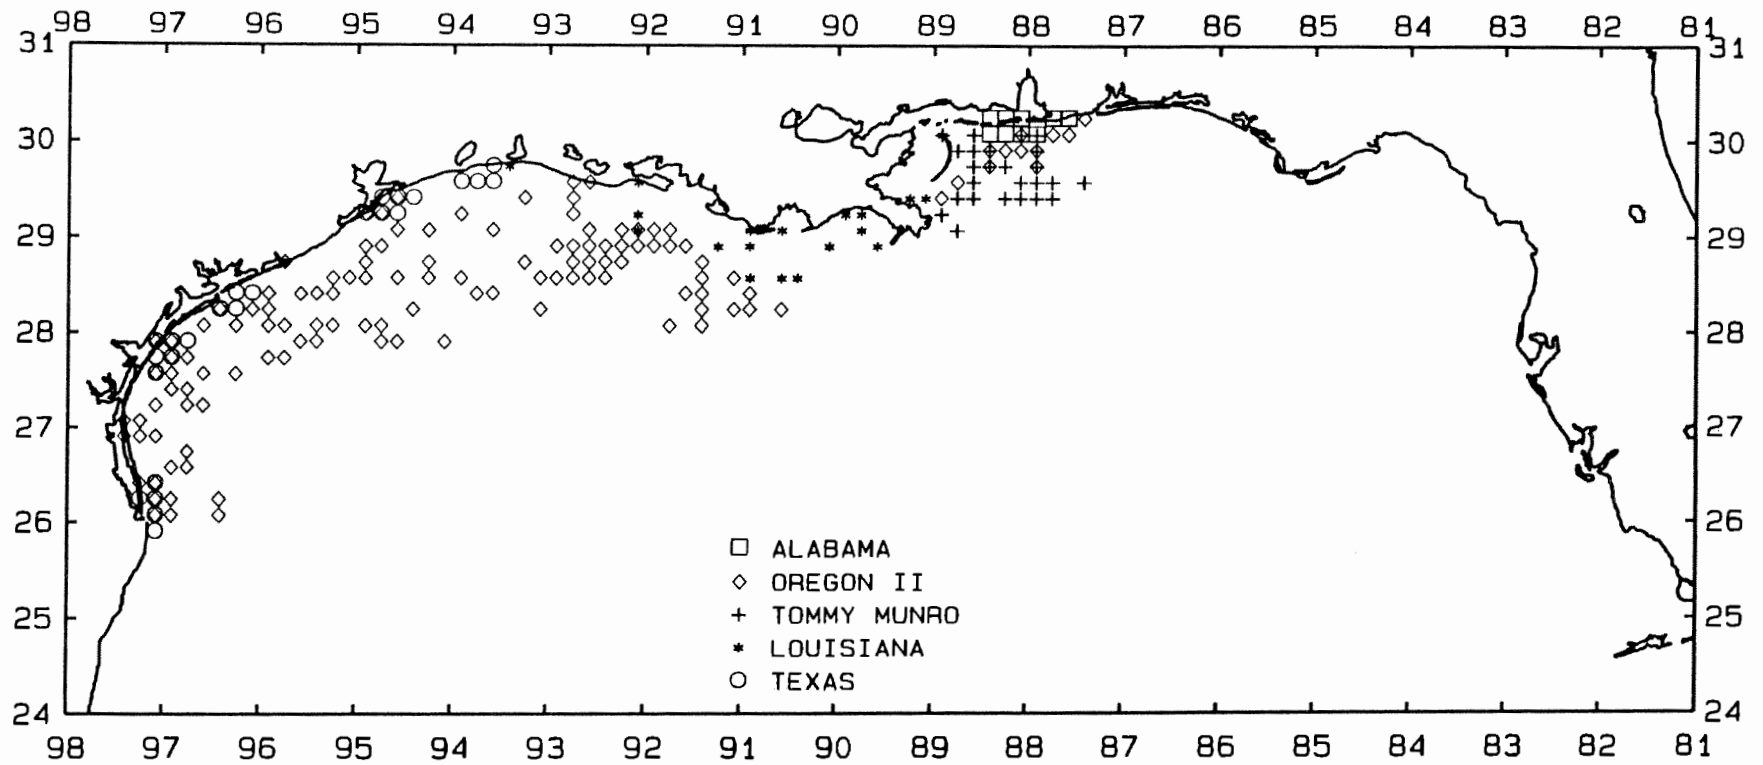 98 97 96 95 94 93 92 91 90 89 88 87 86 85 84 83 82 81
31 31
30 30
29 29
28 28
27 27
26 26
ALABAMA
OREGON II
25 TOMMY MUNRO 25
LOUISIANA
TEXAS
24 24
98 97 96 95 94 93 92 91 90 89 88 87 86 85 84 83 82 81